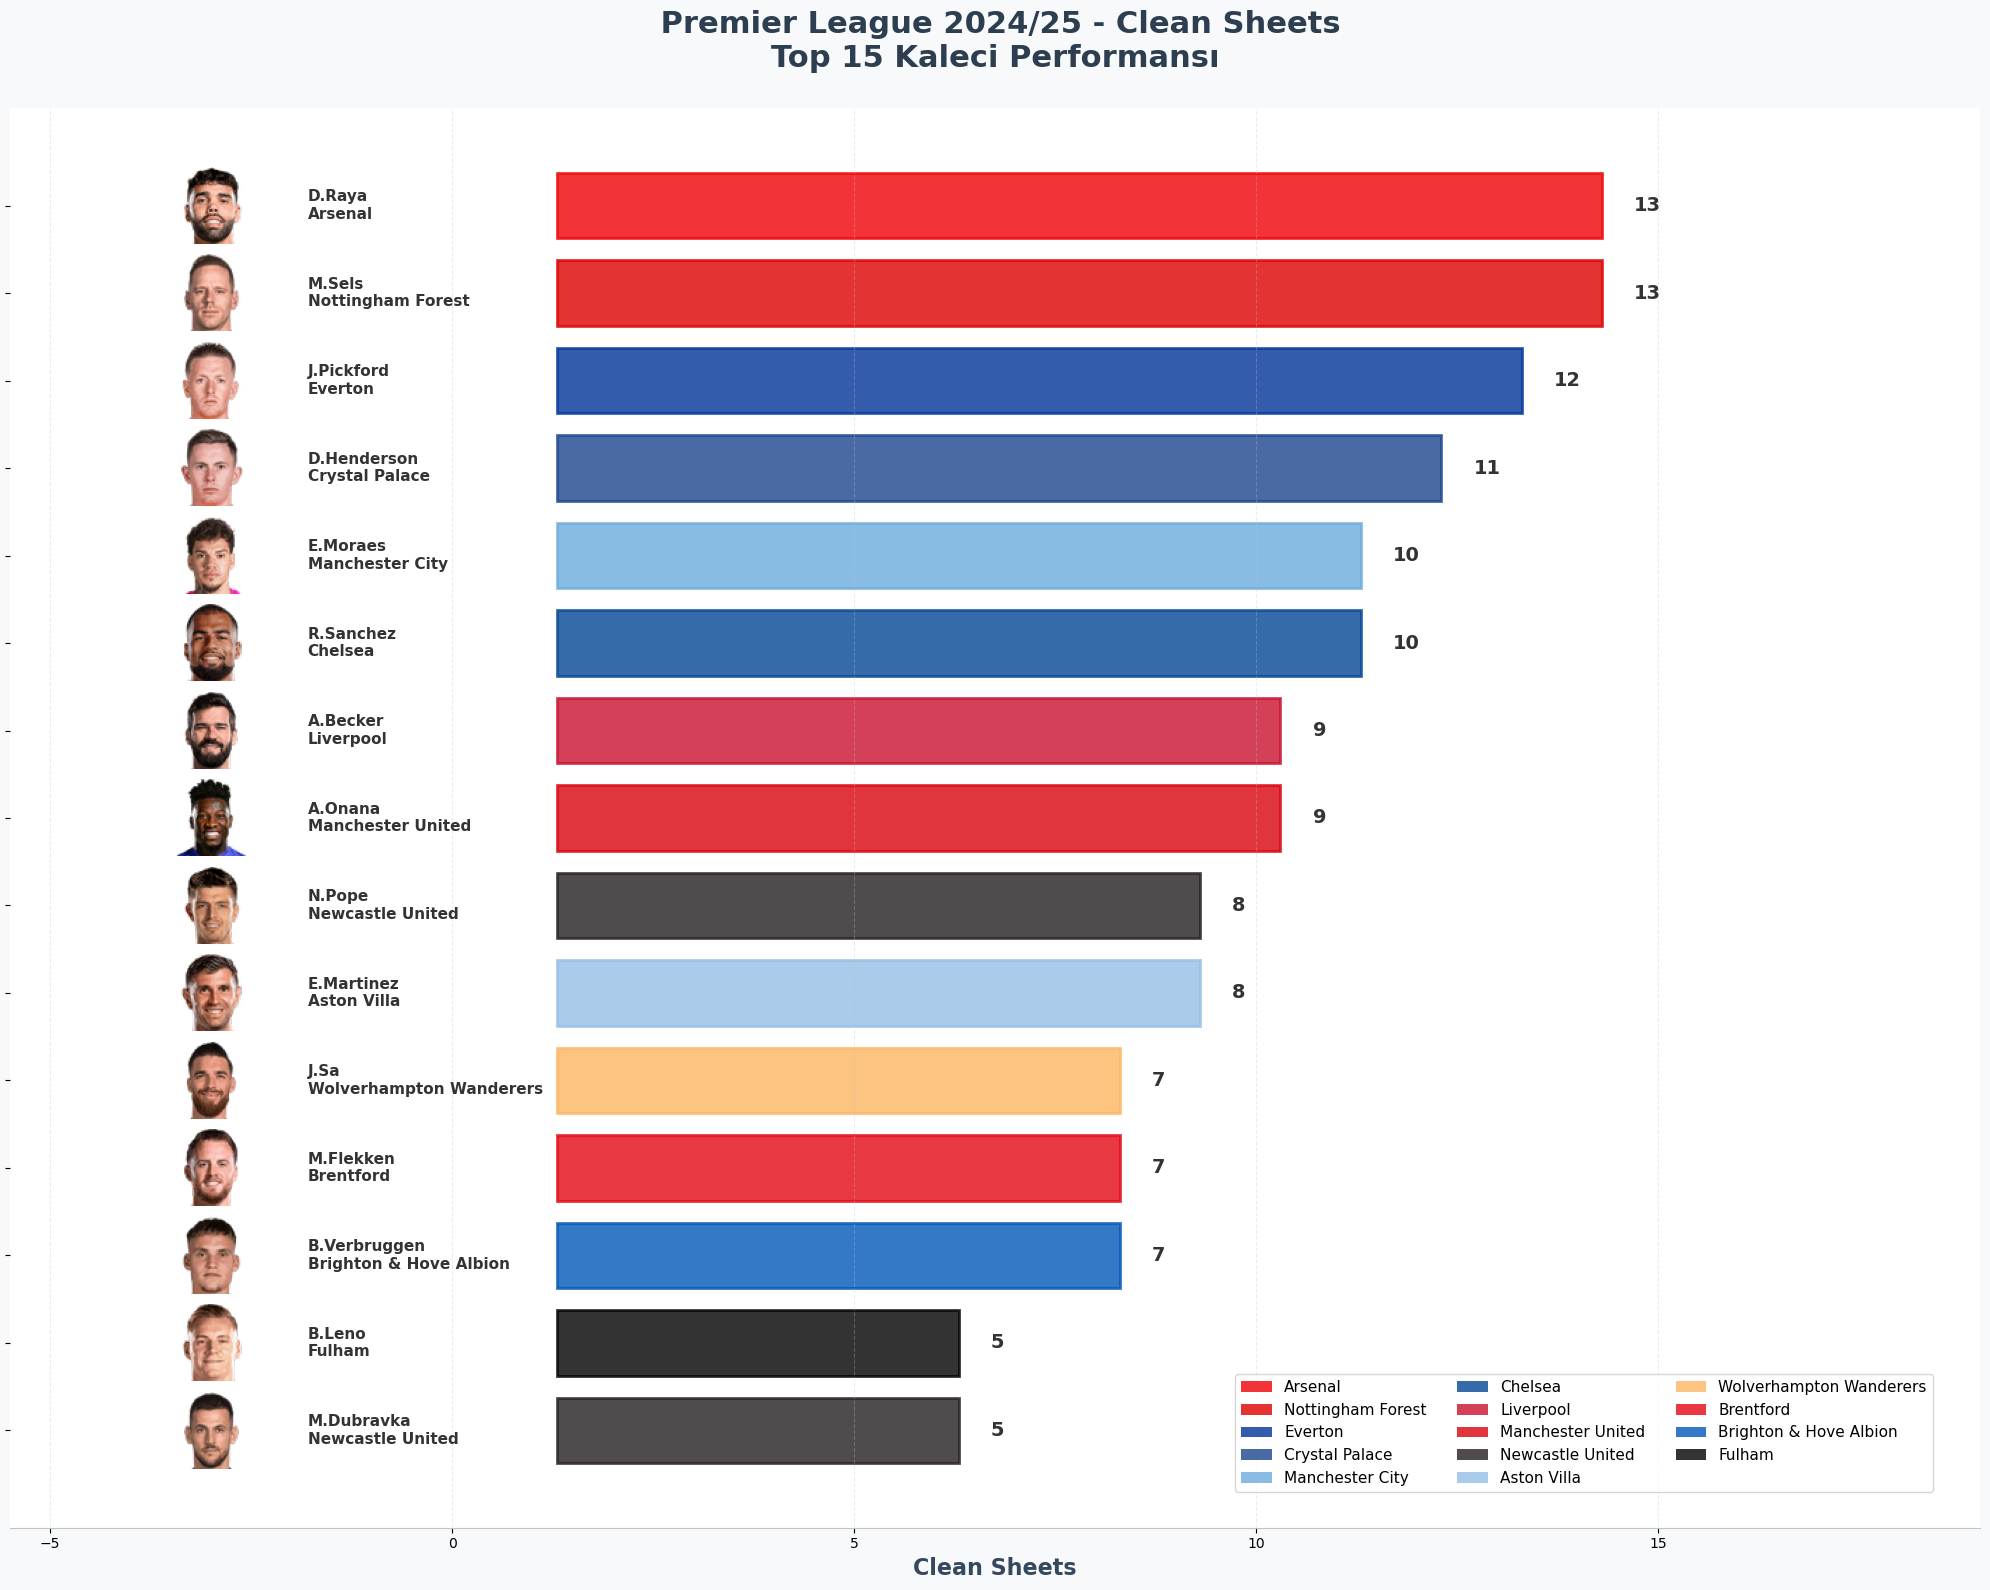 Premier League 2024/25 - Clean Sheets
Top 15 Kaleci Performansı
D.Raya
Arsenal
13
M.Sels
Nottingham Forest
13
J.Pickford
Everton
12
D.Henderson
Crystal Palace
11
E.Moraes
Manchester City
10
R.Sanchez
Chelsea
10
A.Becker
Liverpool
9
A.Onana
Manchester United
9
N.Pope
Newcastle United
8
E.Martinez
Aston Villa
8
J.Sa
Wolverhampton Wanderers
7
M.Flekken
Brentford
7
B.Verbruggen
Brighton & Hove Albion
7
B.Leno
Fulham
5
M.Dubravka
Newcastle United
5
Arsenal
Nottingham Forest
Everton
Crystal Palace
Manchester City
Chelsea
Liverpool
Manchester United
Newcastle United
Aston Villa
Wolverhampton Wanderers
Brentford
Brighton & Hove Albion
Fulham
−5 0 5 10 15
Clean Sheets